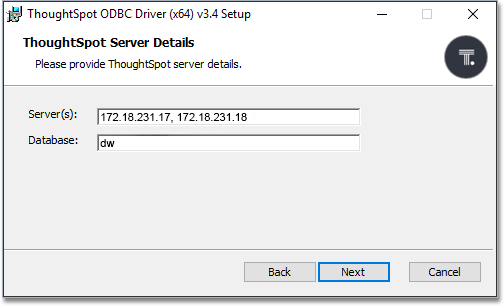 ThoughtSpot ODBC Driver (x64) v3.4 Setup
ThoughtSpot Server Details
Please provide ThoughtSpot server details.
T.
Server(s): 172.18.231.17, 172.18.231.18
Database: dw
Back Next Cancel